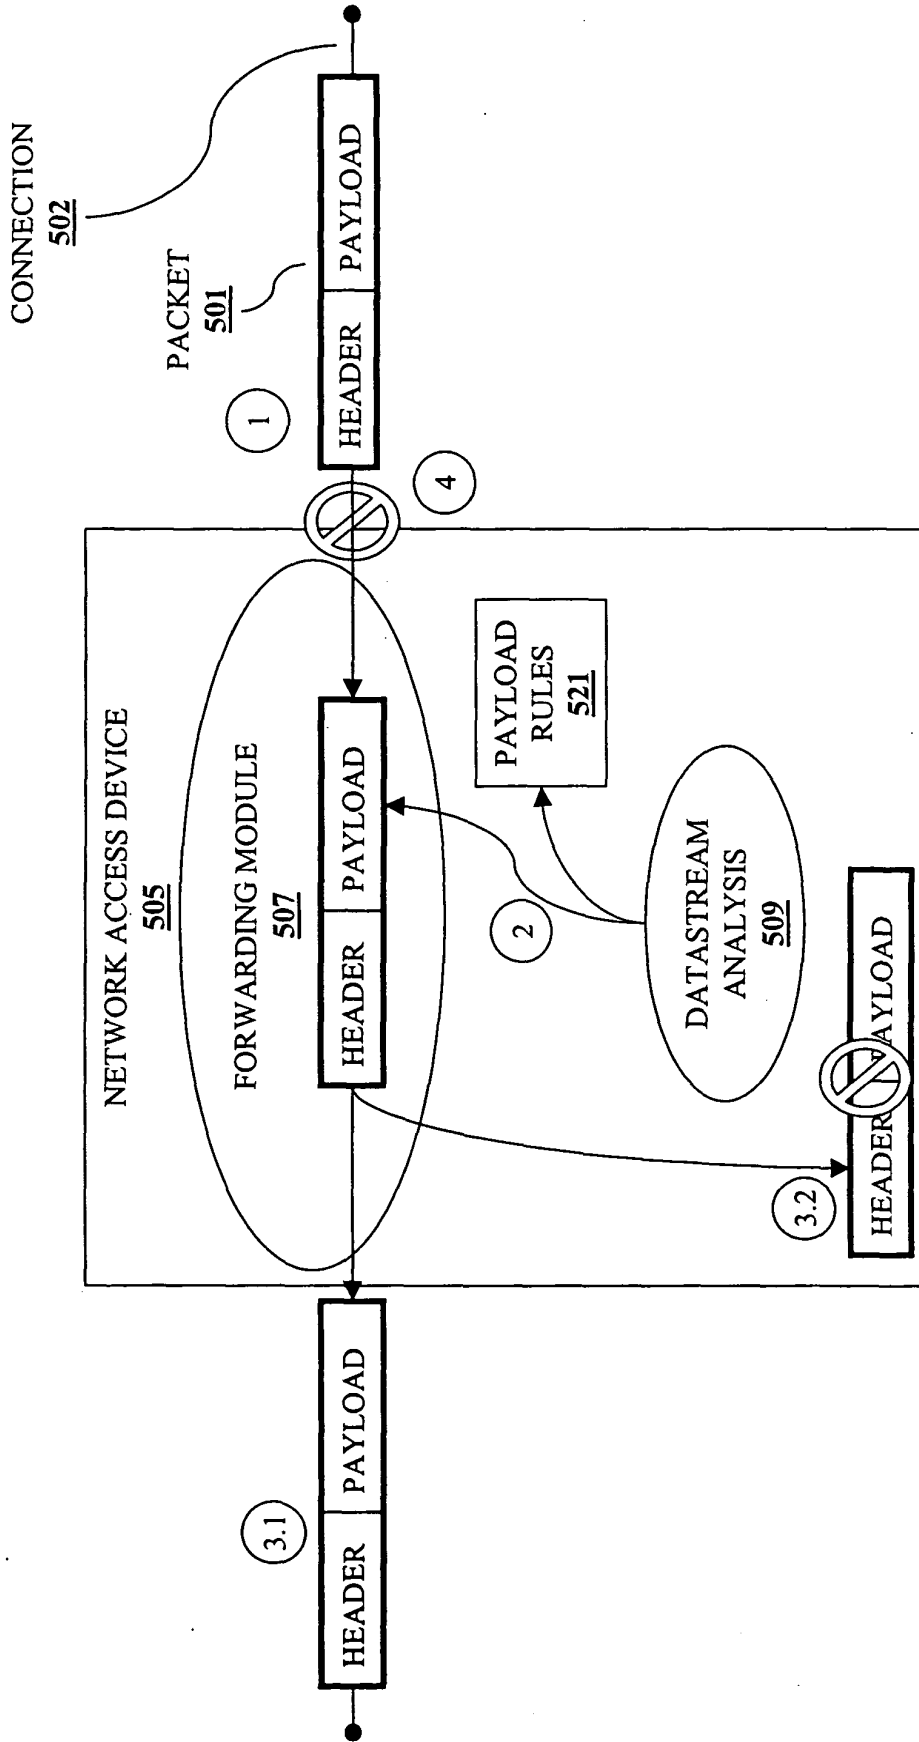 CONNECTION
502
PACKET
501
1
HEADER PAYLOAD
4
NETWORK ACCESS DEVICE
505
FORWARDING MODULE
507
HEADER PAYLOAD
2
PAYLOAD
RULES
521
DATASTREAM
ANALYSIS
509
3.1
HEADER PAYLOAD
3.2
HEADER PAYLOAD